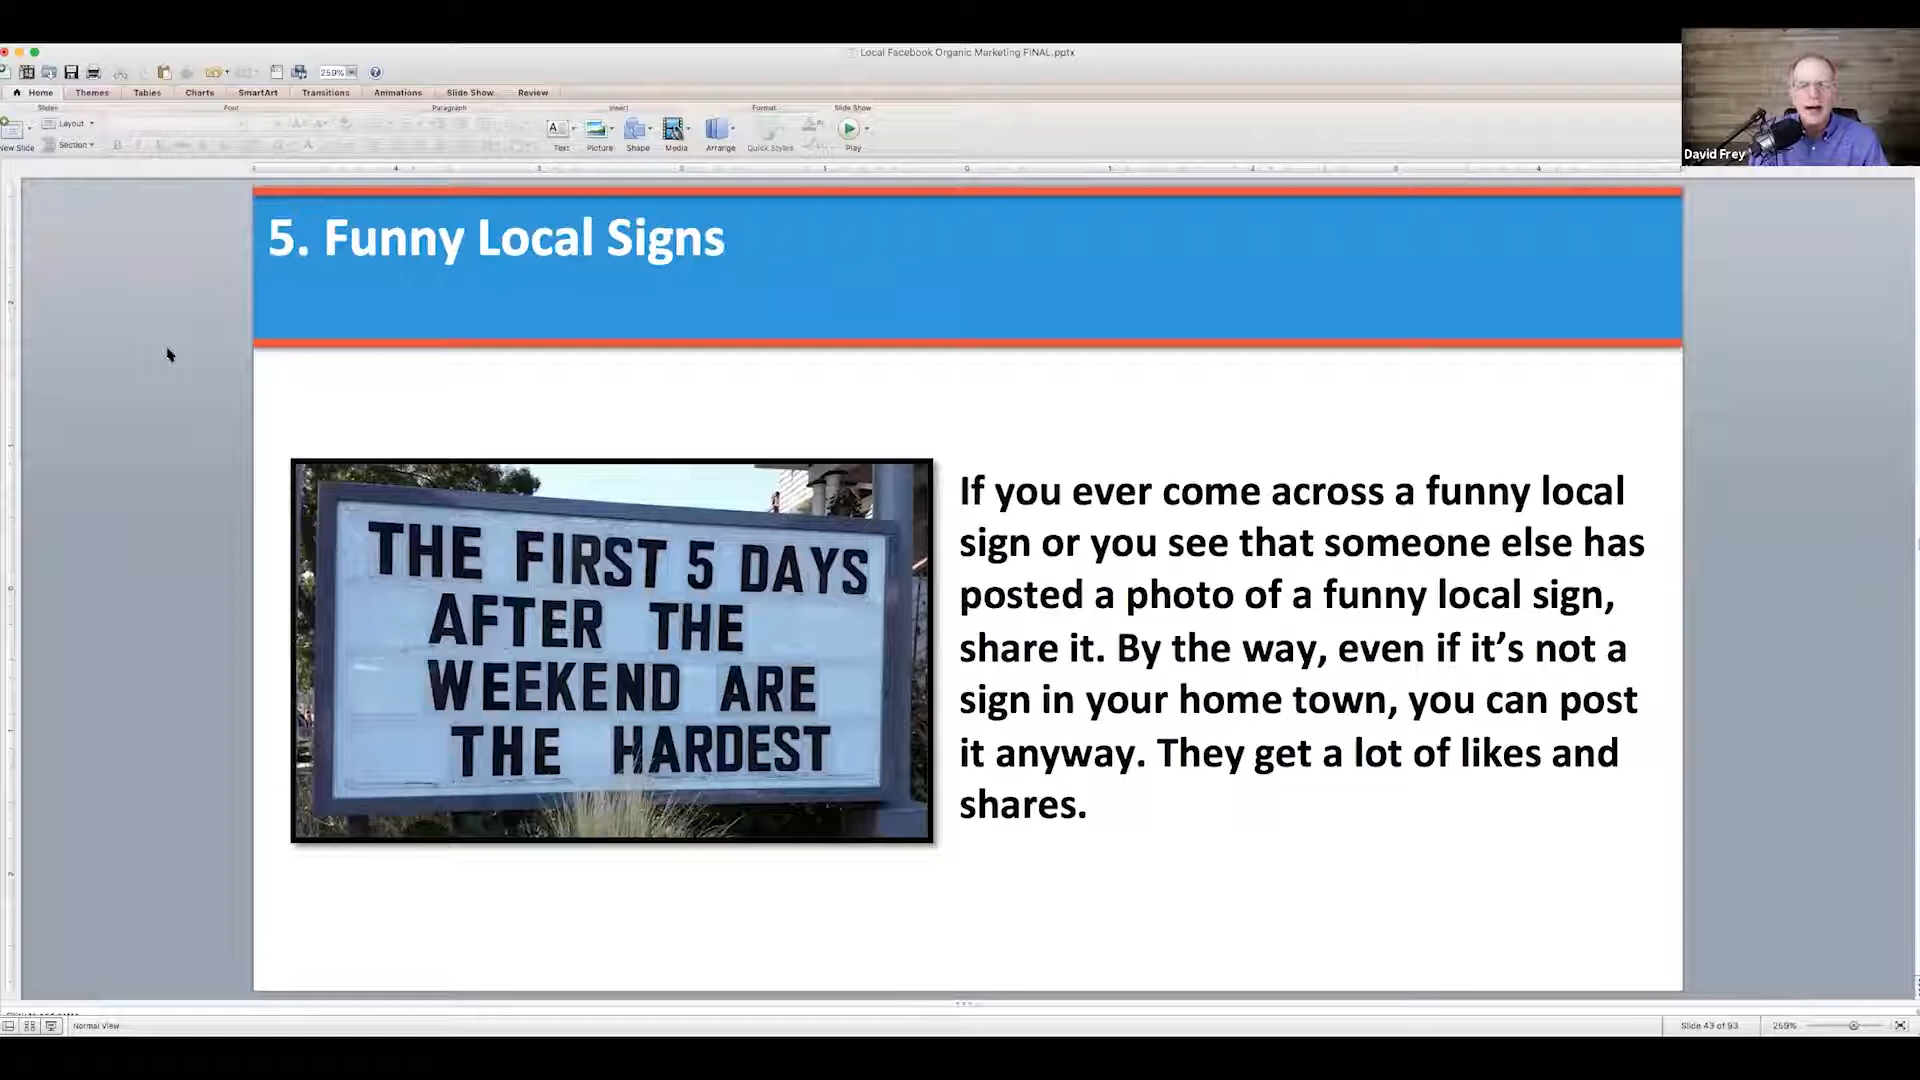 Local Facebook Organic Marketing FINAL.pptx
259%
Home Themes Tables Charts SmartArt Transitions Animations Slide Show Review
Slides Font Paragraph Insert Format Slide Show
Layout
Section
New Slide
Text Picture Shape Media Arrange Quick Styles Play
David Frey
5. Funny Local Signs
THE FIRST 5 DAYS
AFTER THE
WEEKEND ARE
THE HARDEST
If you ever come across a funny local
sign or you see that someone else has
posted a photo of a funny local sign,
share it. By the way, even if it’s not a
sign in your home town, you can post
it anyway. They get a lot of likes and
shares.
Normal View
Slide 43 of 93
259%